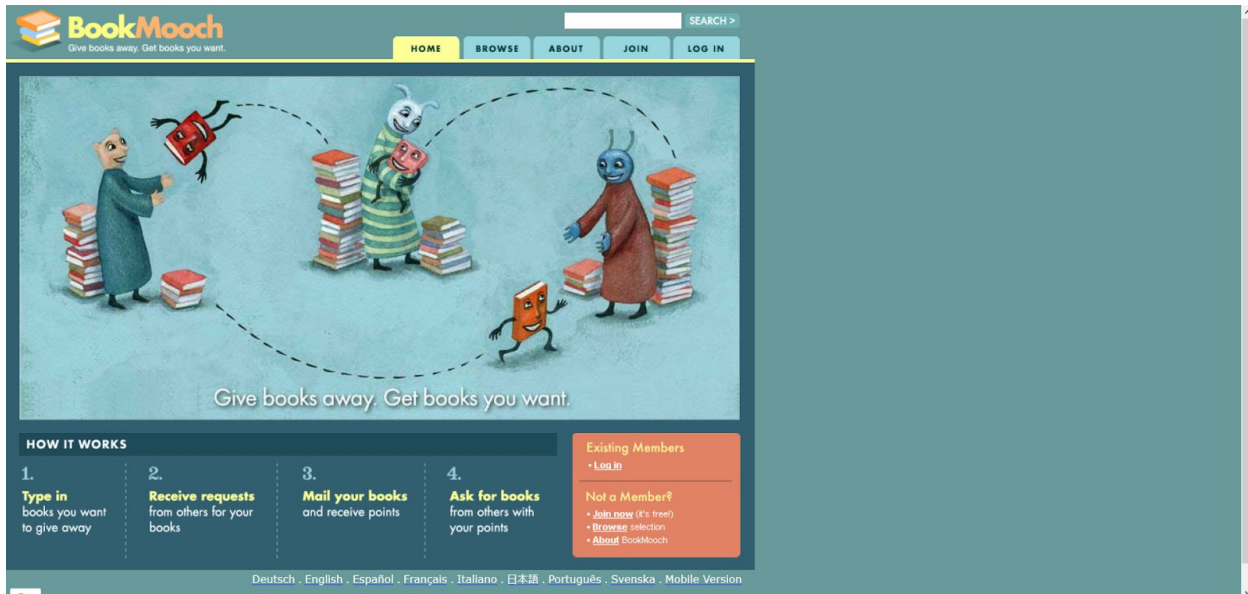 BookMooch
Give books away. Get books you want.
SEARCH >
HOME BROWSE ABOUT JOIN LOG IN
Give books away. Get books you want.
HOW IT WORKS
1.
Type in
books you want
to give away
2.
Receive requests
from others for your
books
3.
Mail your books
and receive points
4.
Ask for books
from others with
your points
Existing Members
• Log in
Not a Member?
• Join now (it's free!)
• Browse selection
• About BookMooch
Deutsch . English . Español . Français . Italiano . 日本語 . Português . Svenska . Mobile Version